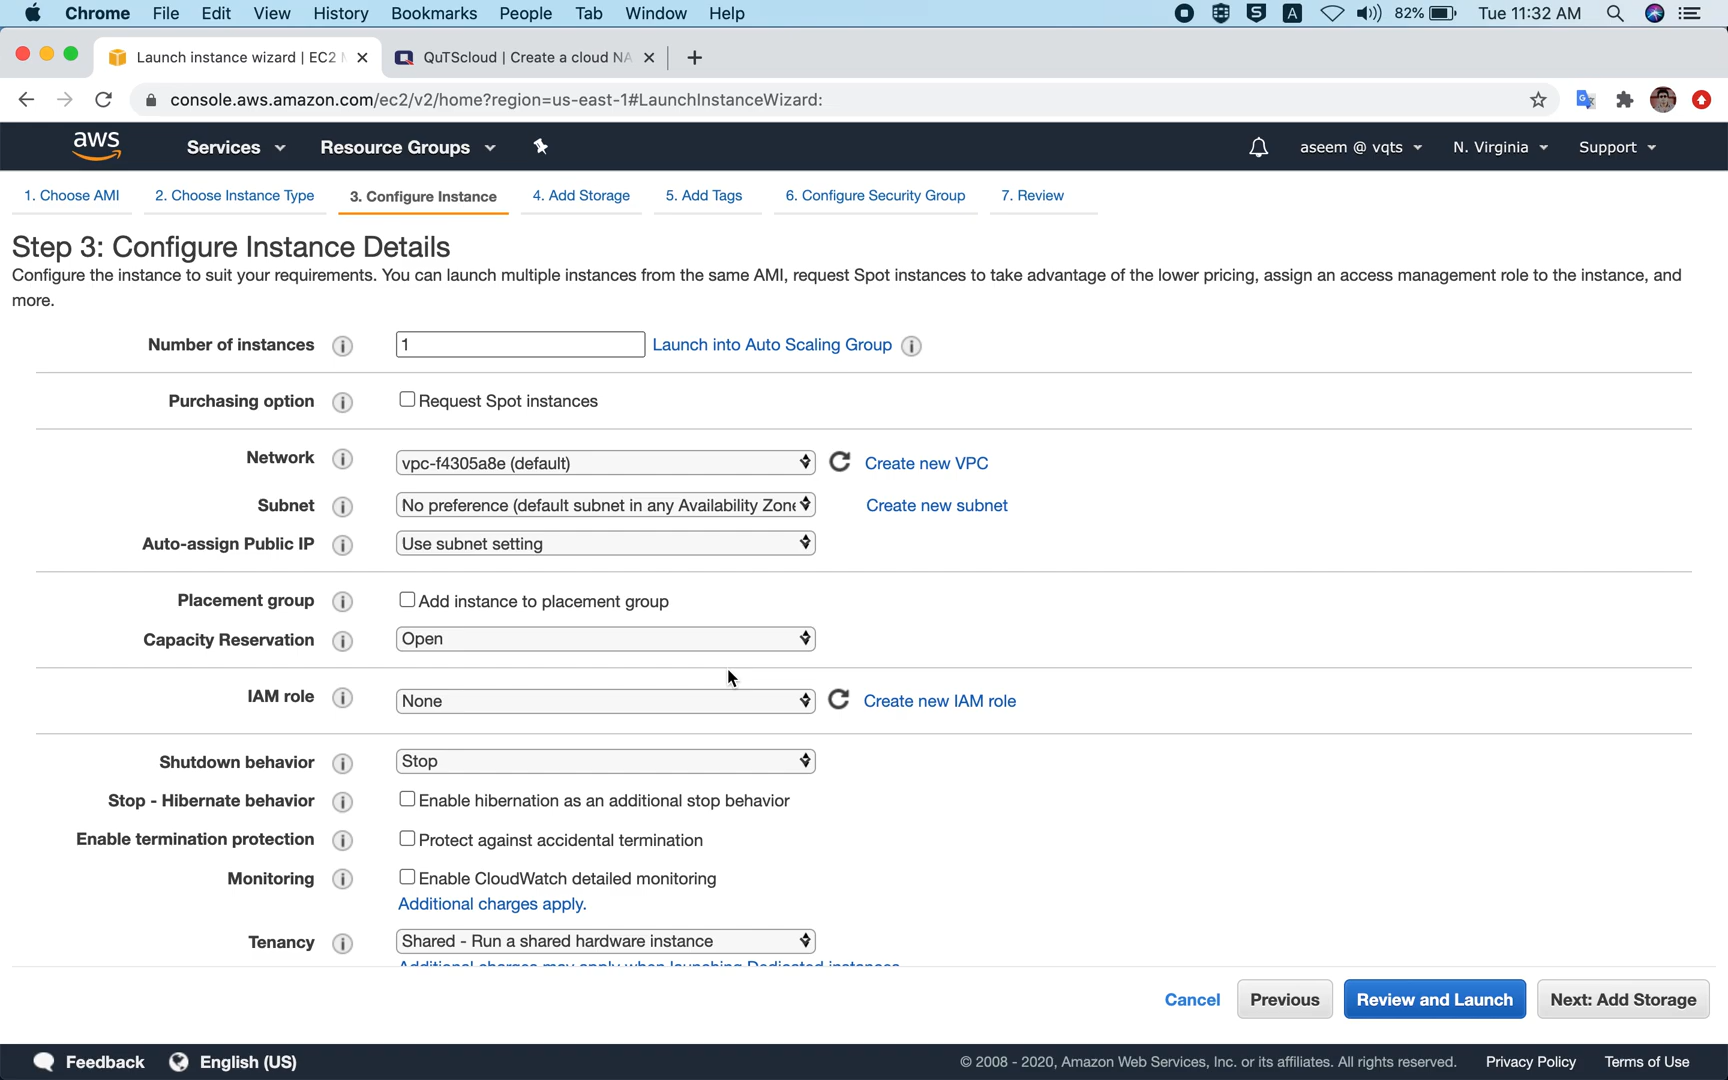 Chrome File Edit View History Bookmarks People Tab Window Help 82% Tue 11:32 AM
Launch instance wizard | EC2 QuTScloud | Create a cloud NA
console.aws.amazon.com/ec2/v2/home?region=us-east-1#LaunchInstanceWizard:
aws Services Resource Groups aseem @ vqts N. Virginia Support
1. Choose AMI 2. Choose Instance Type 3. Configure Instance 4. Add Storage 5. Add Tags 6. Configure Security Group 7. Review
Step 3: Configure Instance Details
Configure the instance to suit your requirements. You can launch multiple instances from the same AMI, request Spot instances to take advantage of the lower pricing, assign an access management role to the instance, and
more.
Number of instances 1 Launch into Auto Scaling Group
Purchasing option Request Spot instances
Network vpc-f4305a8e (default) Create new VPC
Subnet No preference (default subnet in any Availability Zone Create new subnet
Auto-assign Public IP Use subnet setting
Placement group Add instance to placement group
Capacity Reservation Open
IAM role None Create new IAM role
Shutdown behavior Stop
Stop - Hibernate behavior Enable hibernation as an additional stop behavior
Enable termination protection Protect against accidental termination
Monitoring Enable CloudWatch detailed monitoring
Additional charges apply.
Tenancy Shared - Run a shared hardware instance
Additional charges may apply when launching Dedicated instances.
Cancel Previous Review and Launch Next: Add Storage
Feedback English (US) © 2008 - 2020, Amazon Web Services, Inc. or its affiliates. All rights reserved. Privacy Policy Terms of Use